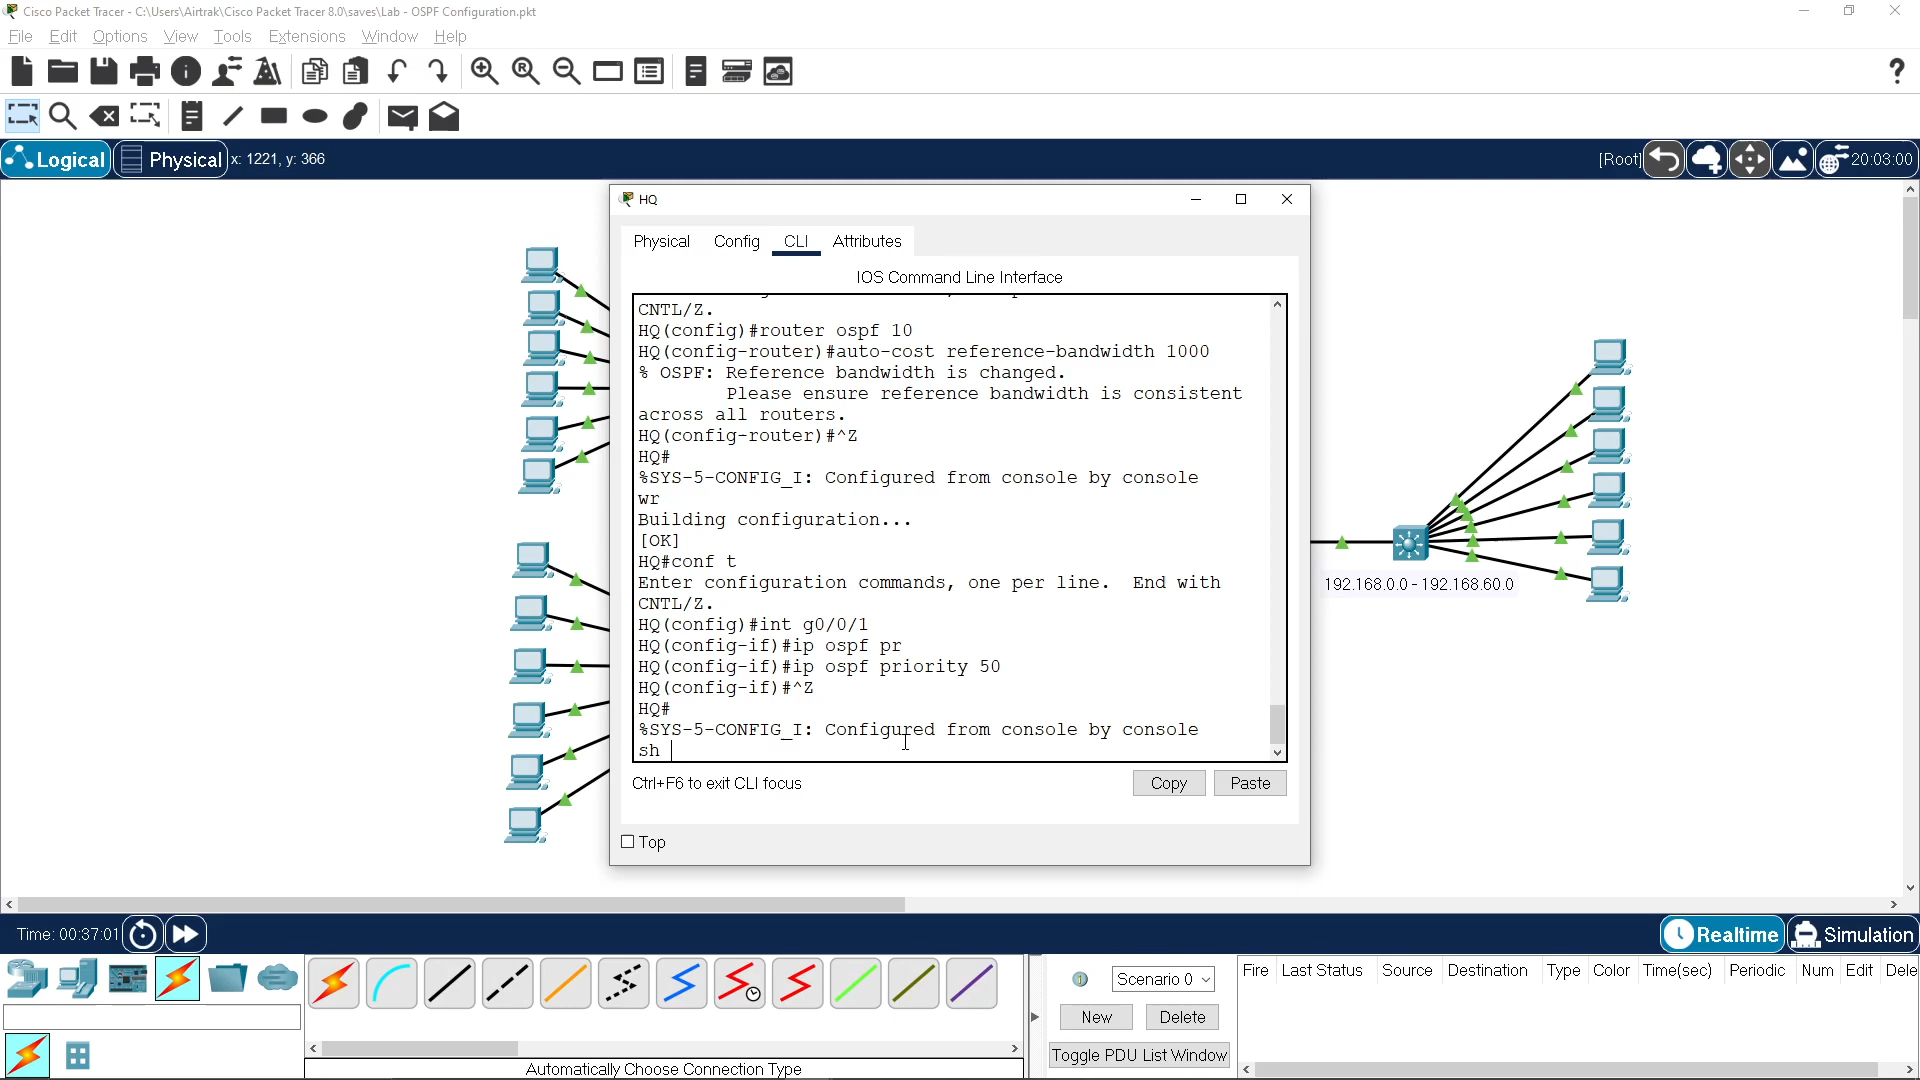 Cisco Packet Tracer - C:\Users\Airtrak\Cisco Packet Tracer 8.0\saves\Lab - OSPF Configuration.pkt
File Edit Options View Tools Extensions Window Help
Logical Physical x: 1221, y: 366 [Root] 20:03:00
HQ
Physical Config CLI Attributes
IOS Command Line Interface
CNTL/Z.
HQ(config)#router ospf 10
HQ(config-router)#auto-cost reference-bandwidth 1000
% OSPF: Reference bandwidth is changed.
Please ensure reference bandwidth is consistent
across all routers.
HQ(config-router)#^Z
HQ#
%SYS-5-CONFIG_I: Configured from console by console
wr
Building configuration...
[OK]
HQ#conf t
Enter configuration commands, one per line.  End with
CNTL/Z.
HQ(config)#int g0/0/1
HQ(config-if)#ip ospf pr
HQ(config-if)#ip ospf priority 50
HQ(config-if)#^Z
HQ#
%SYS-5-CONFIG_I: Configured from console by console
sh
Ctrl+F6 to exit CLI focus Copy Paste
Top
192.168.0.0 - 192.168.60.0
Time: 00:37:01 Realtime Simulation
Scenario 0
New Delete
Toggle PDU List Window
Fire Last Status Source Destination Type Color Time(sec) Periodic Num Edit Dele
Automatically Choose Connection Type